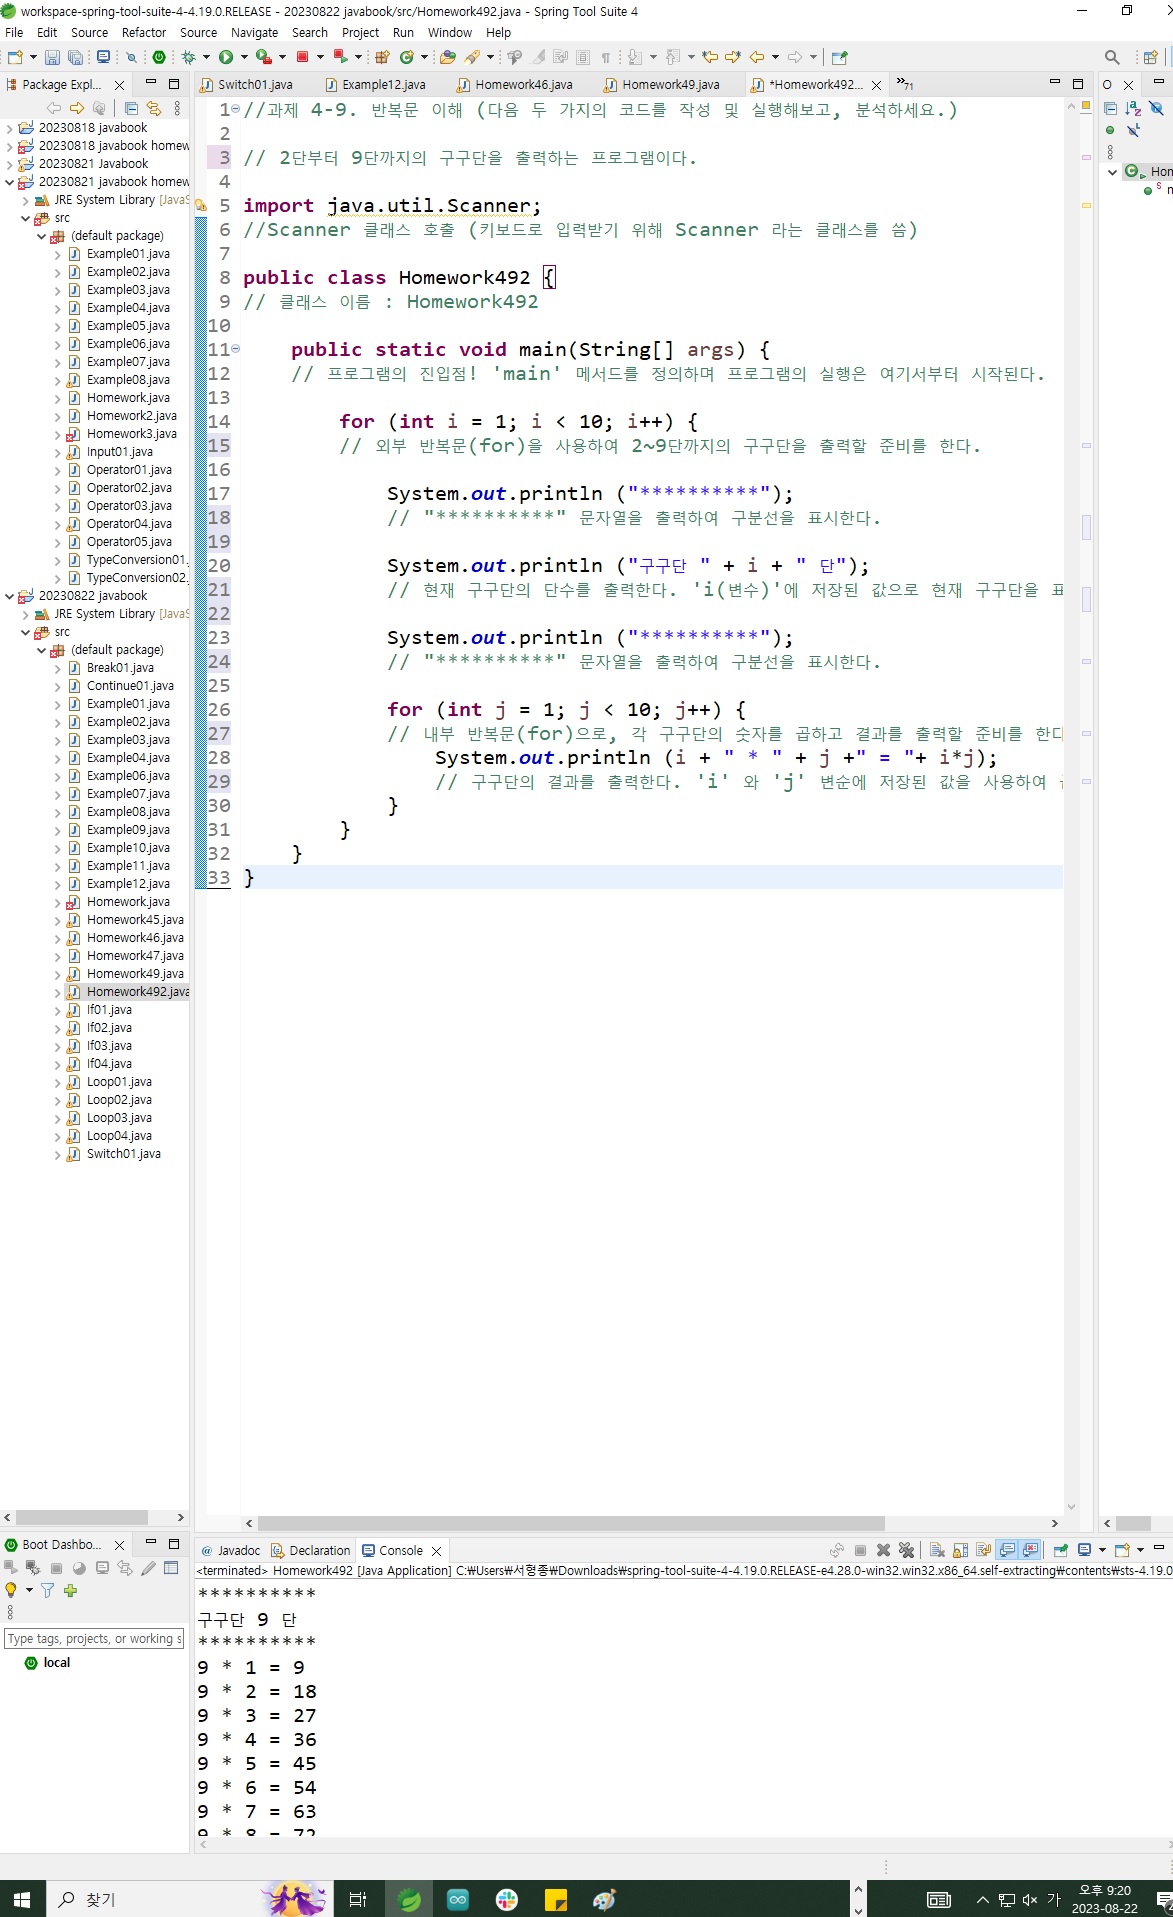 workspace-spring-tool-suite-4-4.19.0.RELEASE - 20230822 javabook/src/Homework492.java - Spring Tool Suite 4
File Edit Source Refactor Source Navigate Search Project Run Window Help
Package Expl...
Switch01.java Example12.java Homework46.java Homework49.java *Homework492... »71
20230818 javabook
20230818 javabook homew
20230821 Javabook
20230821 javabook homew
JRE System Library [JavaS
src
(default package)
Example01.java
Example02.java
Example03.java
Example04.java
Example05.java
Example06.java
Example07.java
Example08.java
Homework.java
Homework2.java
Homework3.java
Input01.java
Operator01.java
Operator02.java
Operator03.java
Operator04.java
Operator05.java
TypeConversion01.
TypeConversion02.
20230822 javabook
JRE System Library [JavaS
src
(default package)
Break01.java
Continue01.java
Example01.java
Example02.java
Example03.java
Example04.java
Example06.java
Example07.java
Example08.java
Example09.java
Example10.java
Example11.java
Example12.java
Homework.java
Homework45.java
Homework46.java
Homework47.java
Homework49.java
Homework492.java
If01.java
If02.java
If03.java
If04.java
Loop01.java
Loop02.java
Loop03.java
Loop04.java
Switch01.java
1 //과제 4-9. 반복문 이해 (다음 두 가지의 코드를 작성 및 실행해보고, 분석하세요.)
2
3 // 2단부터 9단까지의 구구단을 출력하는 프로그램이다.
4
5 import java.util.Scanner;
6 //Scanner 클래스 호출 (키보드로 입력받기 위해 Scanner 라는 클래스를 씀)
7
8 public class Homework492 {
9 // 클래스 이름 : Homework492
10
11 public static void main(String[] args) {
12 // 프로그램의 진입점! 'main' 메서드를 정의하며 프로그램의 실행은 여기서부터 시작된다.
13
14 for (int i = 1; i < 10; i++) {
15 // 외부 반복문(for)을 사용하여 2~9단까지의 구구단을 출력할 준비를 한다.
16
17 System.out.println ("**********");
18 // "**********" 문자열을 출력하여 구분선을 표시한다.
19
20 System.out.println ("구구단 " + i + " 단");
21 // 현재 구구단의 단수를 출력한다. 'i(변수)'에 저장된 값으로 현재 구구단을 표
22
23 System.out.println ("**********");
24 // "**********" 문자열을 출력하여 구분선을 표시한다.
25
26 for (int j = 1; j < 10; j++) {
27 // 내부 반복문(for)으로, 각 구구단의 숫자를 곱하고 결과를 출력할 준비를 한다
28 System.out.println (i + " * " + j +" = "+ i*j);
29 // 구구단의 결과를 출력한다. 'i' 와 'j' 변순에 저장된 값을 사용하여
30 }
31 }
32 }
33 }
O
Hom
Boot Dashbo...
Type tags, projects, or working s
local
Javadoc Declaration Console
<terminated> Homework492 [Java Application] C:₩Users₩서형종₩Downloads₩spring-tool-suite-4-4.19.0.RELEASE-e4.28.0-win32.win32.x86_64.self-extracting₩contents₩sts-4.19.0
**********
구구단 9 단
**********
9 * 1 = 9
9 * 2 = 18
9 * 3 = 27
9 * 4 = 36
9 * 5 = 45
9 * 6 = 54
9 * 7 = 63
9 * 8 = 72
찾기
가
오후 9:20
2023-08-22